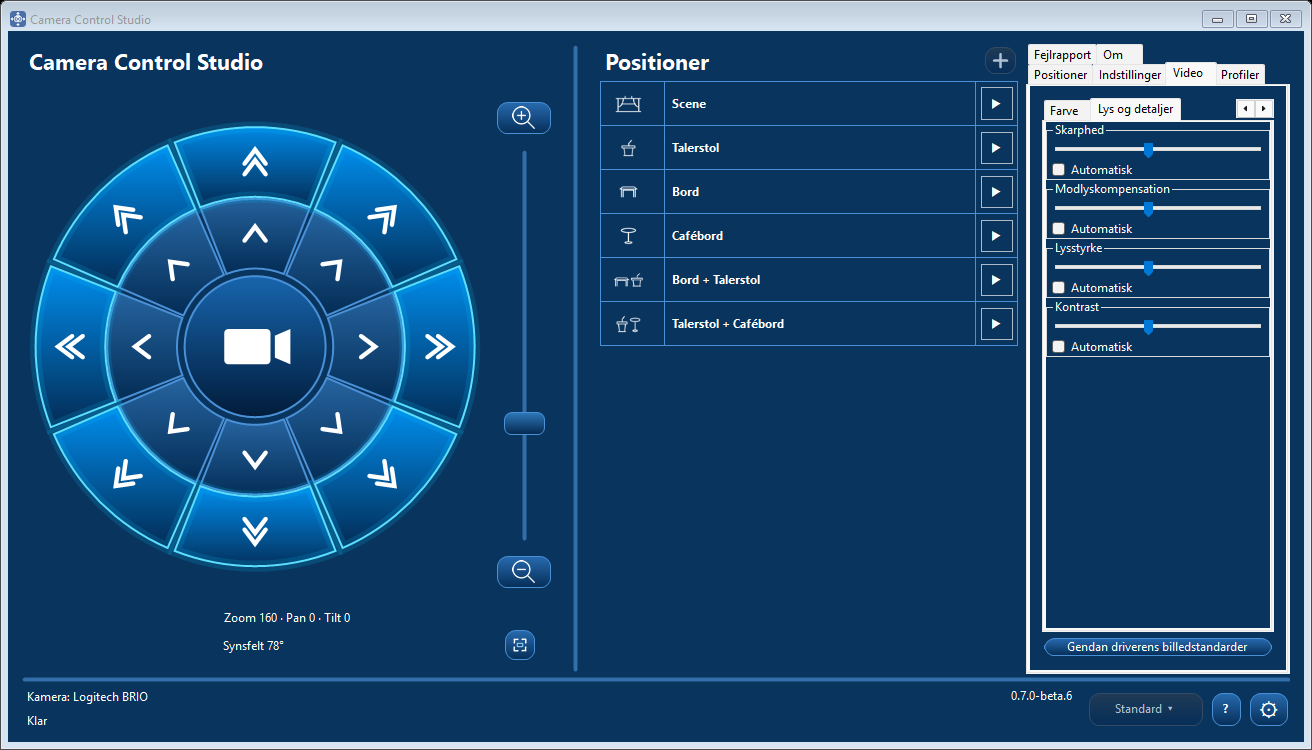 Camera Control Studio
Camera Control Studio
Zoom 160 · Pan 0 · Tilt 0
Synsfelt 78°
Positioner
Scene
Talerstol
Bord
Cafébord
Bord + Talerstol
Talerstol + Cafébord
Fejlrapport Om
Positioner Indstillinger Video Profiler
Farve Lys og detaljer
Skarphed
Automatisk
Modlyskompensation
Automatisk
Lysstyrke
Automatisk
Kontrast
Automatisk
Gendan driverens billedstandarder
Kamera: Logitech BRIO
Klar
0.7.0-beta.6
Standard
?